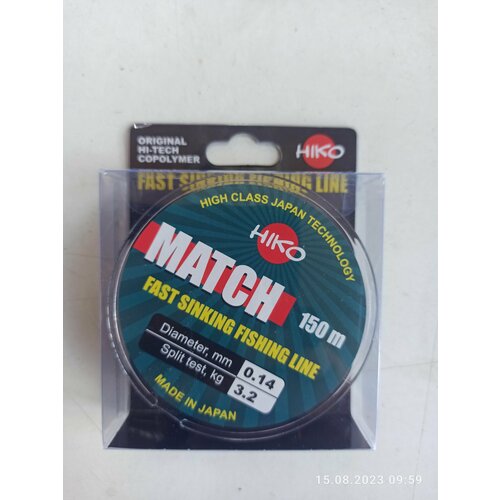 ORIGINAL
HI-TECH
COPOLYMER
HIKO
FAST SINKING FISHING LINE
HIGH CLASS JAPAN TECHNOLOGY
HIKO
MATCH
150 m
FAST SINKING FISHING LINE
Diameter, mm 0.14
Split test, kg 3.2
MADE IN JAPAN
15.08.2023 09:59